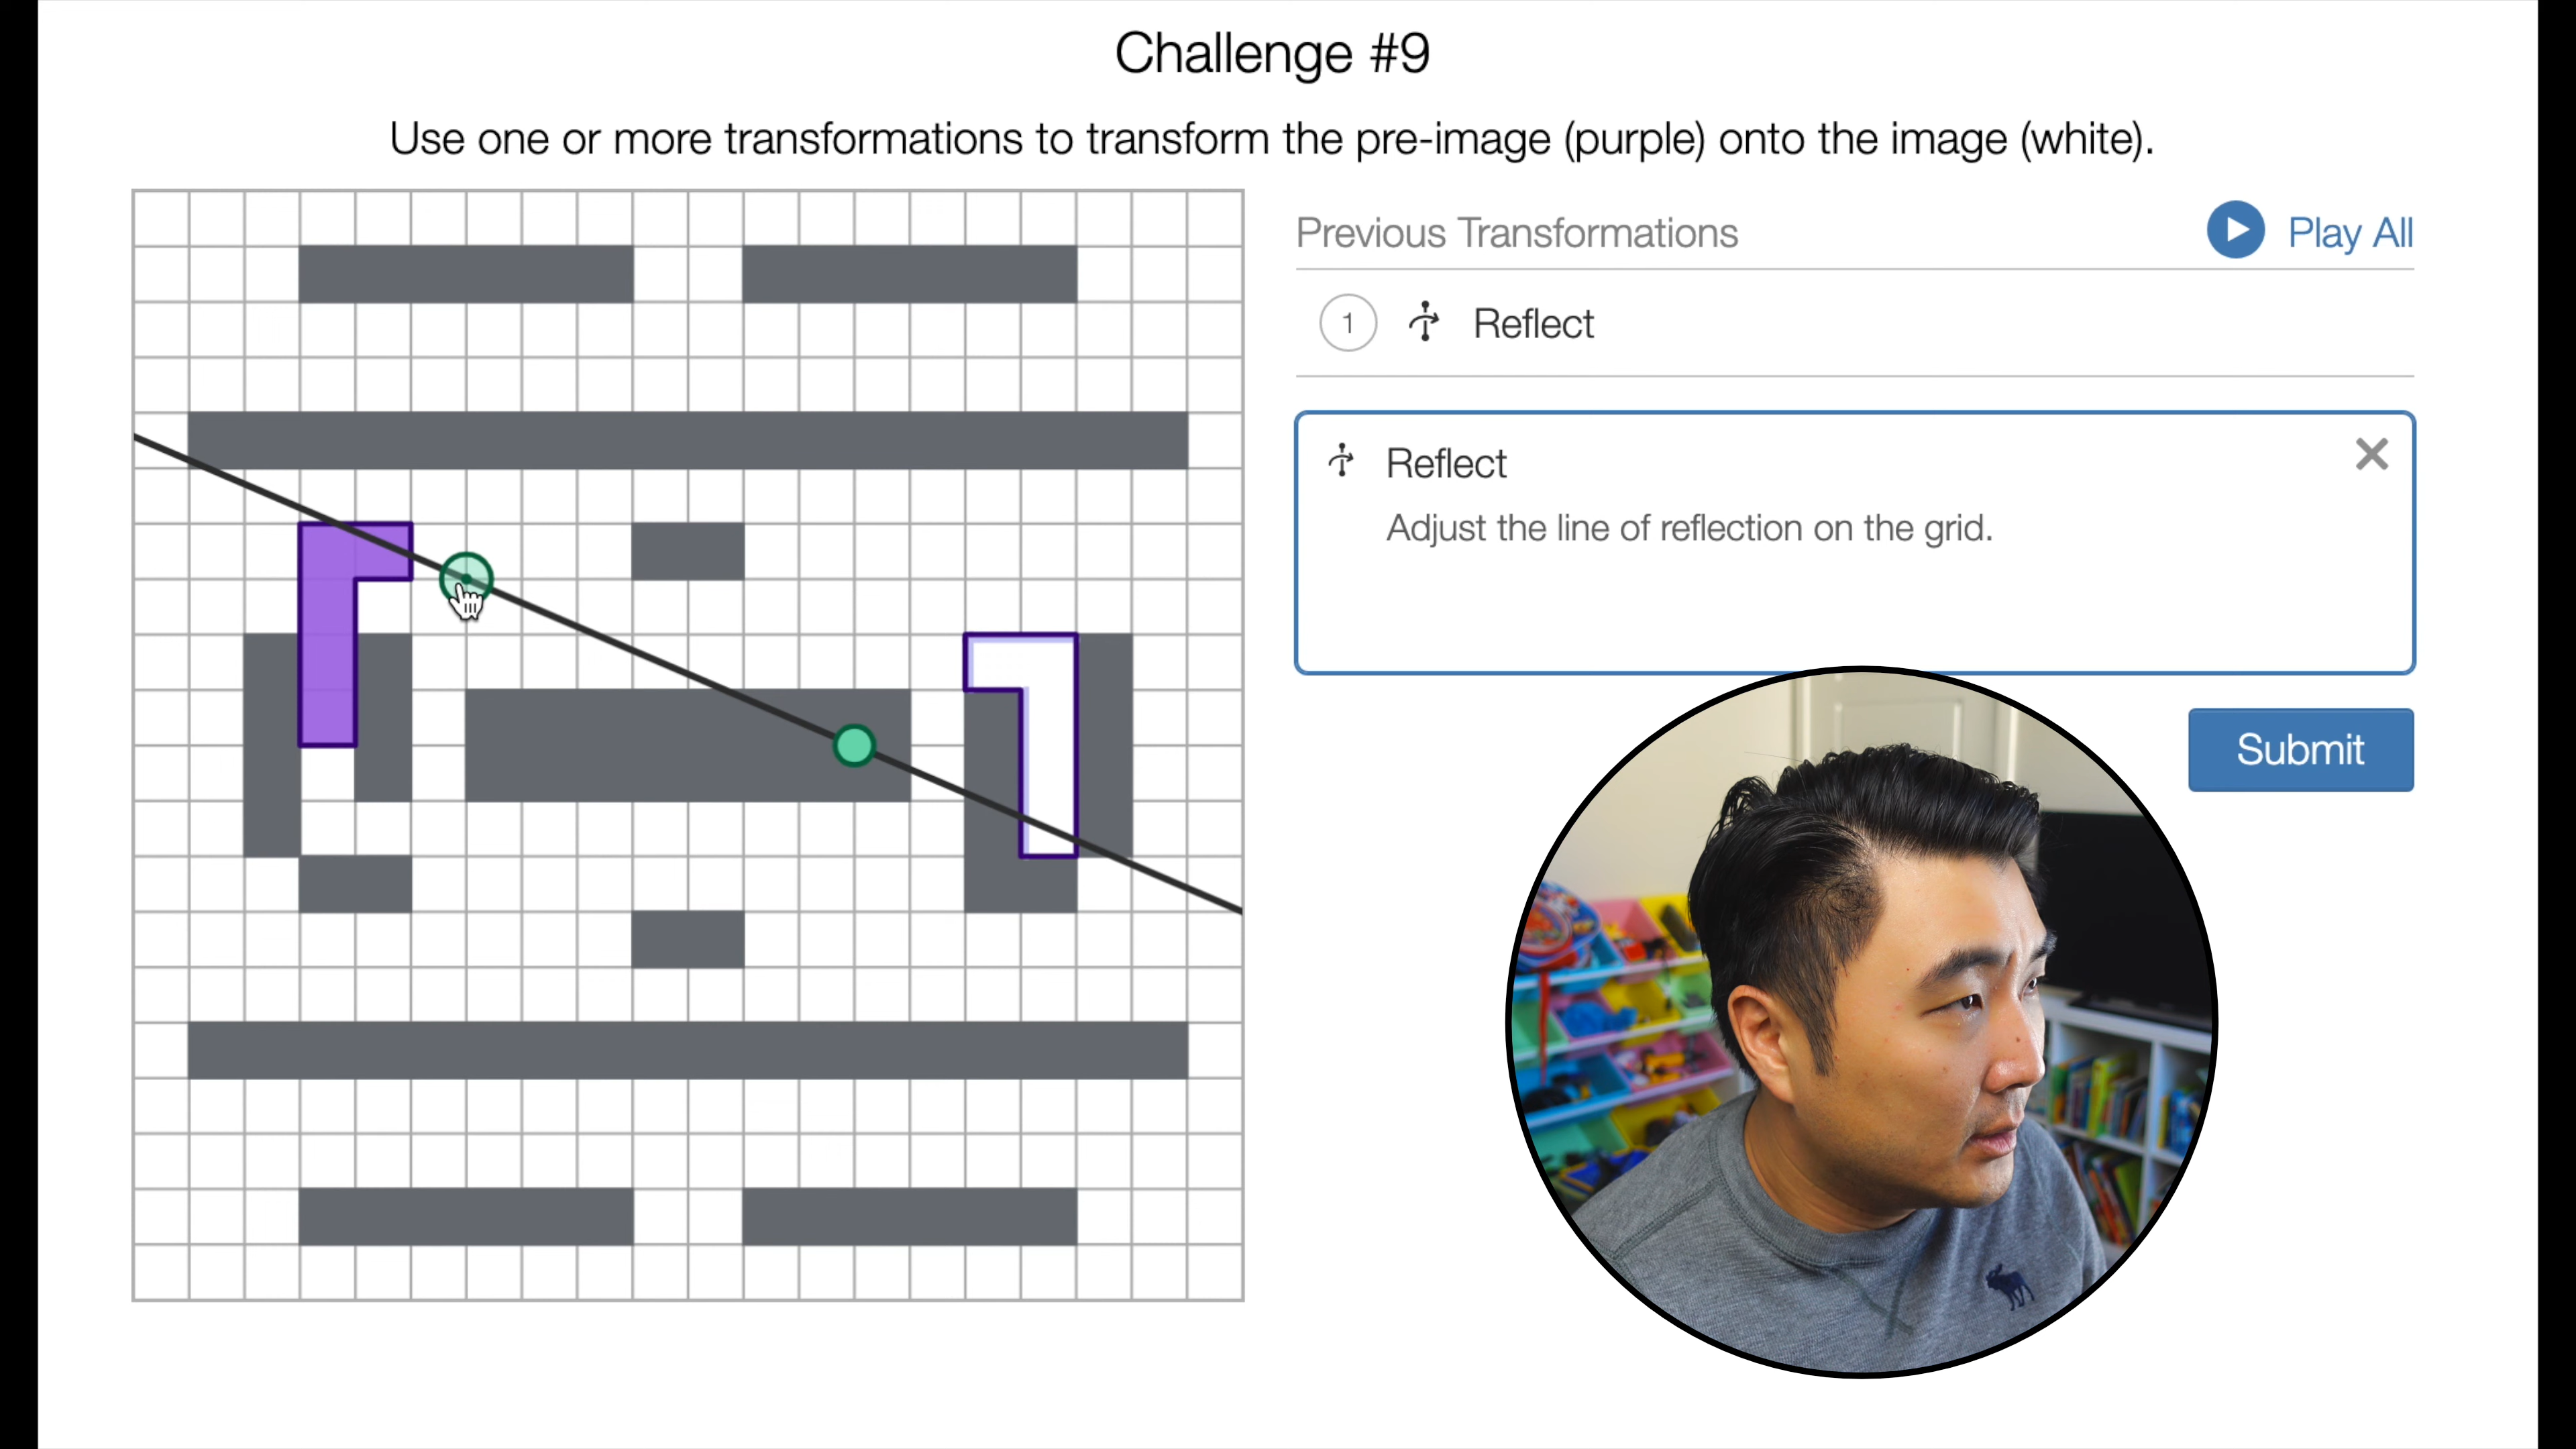 Challenge #9
Use one or more transformations to transform the pre-image (purple) onto the image (white).
Previous Transformations
Play All
1 Reflect
Reflect
Adjust the line of reflection on the grid.
Submit